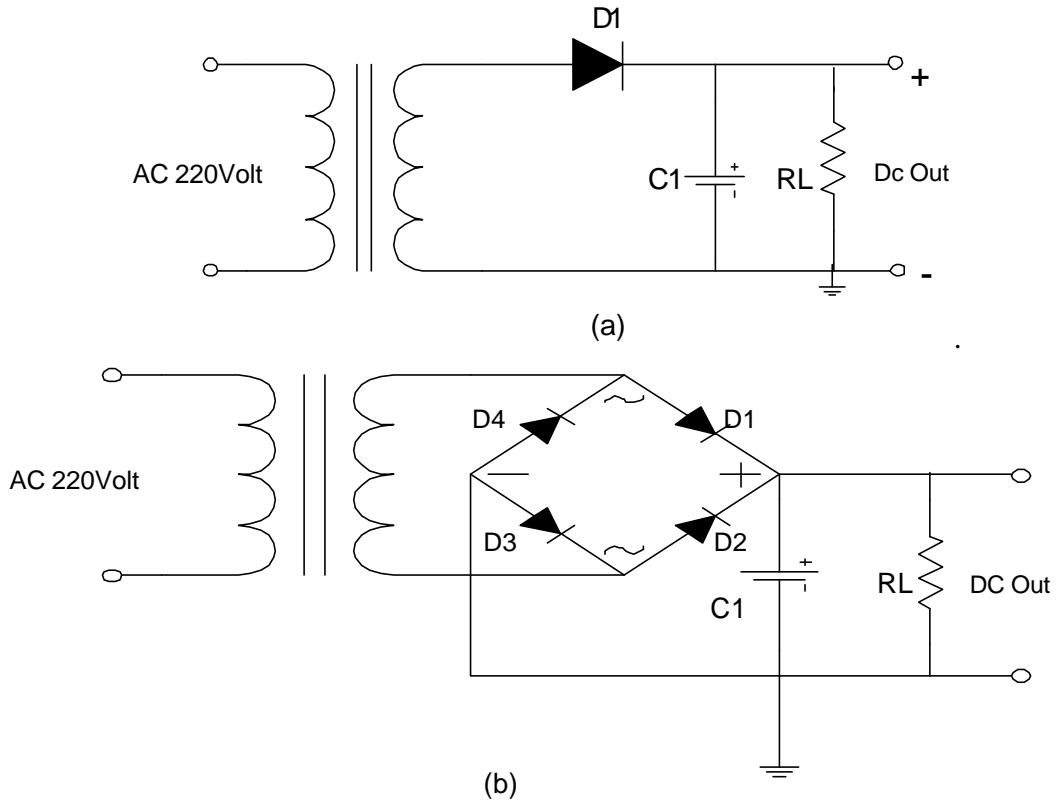 D1
+
AC 220Volt
C1
+
-
RL
Dc Out
-
(a)
D4
D1
AC 220Volt
D3
D2
+
-
C1
RL
DC Out
(b)